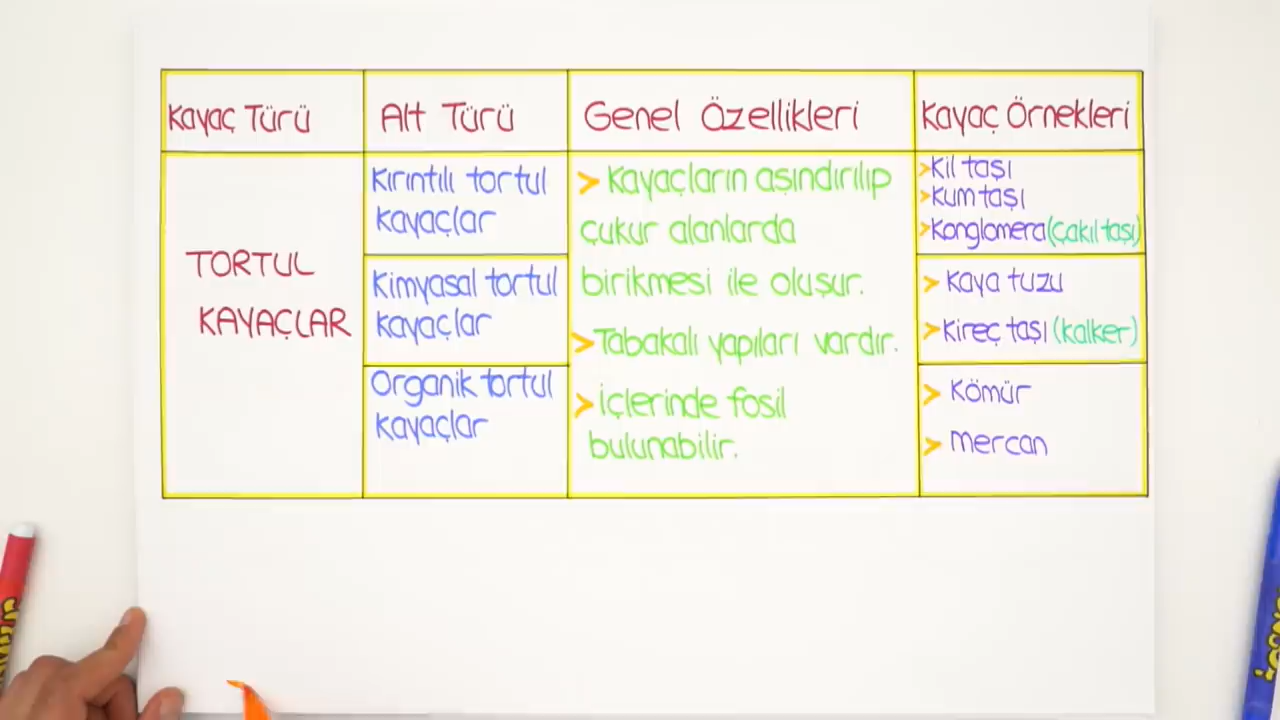 Kayaç Türü
Alt Türü
Genel Özellikleri
Kayaç Örnekleri
TORTUL
KAYAÇLAR
Kırıntılı tortul
kayaçlar
Kimyasal tortul
kayaçlar
Organik tortul
kayaçlar
> Kayaçların aşındırılıp
çukur alanlarda
birikmesi ile oluşur.
> Tabakalı yapıları vardır.
> İçlerinde fosil
bulunabilir.
> Kil taşı
> Kum taşı
> Konglomera (çakıl taşı)
> Kaya tuzu
> Kireç taşı (kalker)
> Kömür
> Mercan